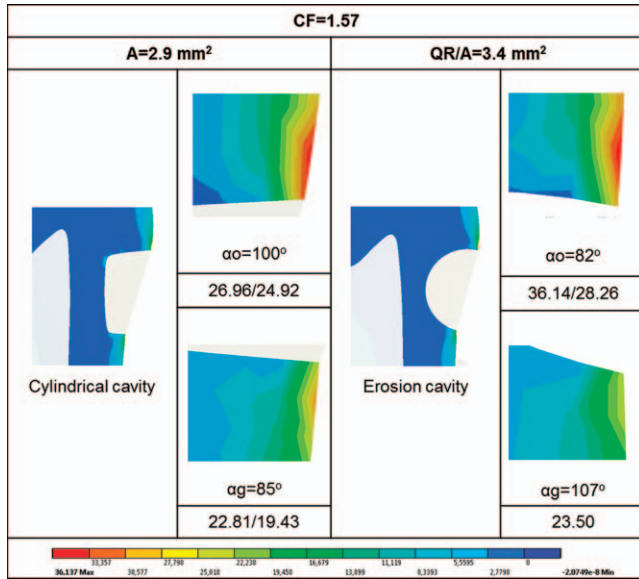 CF=1.57
A=2.9 mm²
QR/A=3.4 mm²
αo=100º
αo=82º
26.96/24.92
36.14/28.26
Cylindrical cavity
Erosion cavity
αg=85º
αg=107º
22.81/19.43
23.50
33,357 27,798 22,238 16,679 11,119 5,5595 0
36.137 Max 30,577 25,018 19,458 13,899 8,3393 2,7798 -2.0749e-8 Min